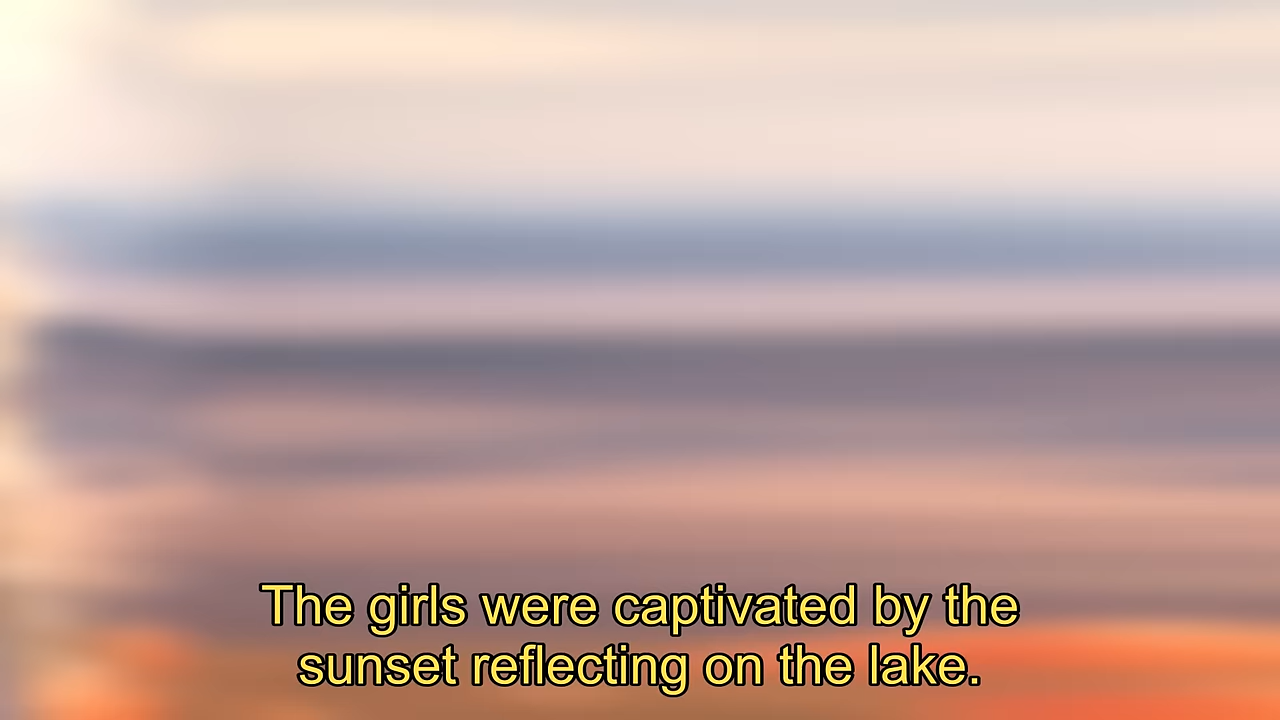 The girls were captivated by the
sunset reflecting on the lake.